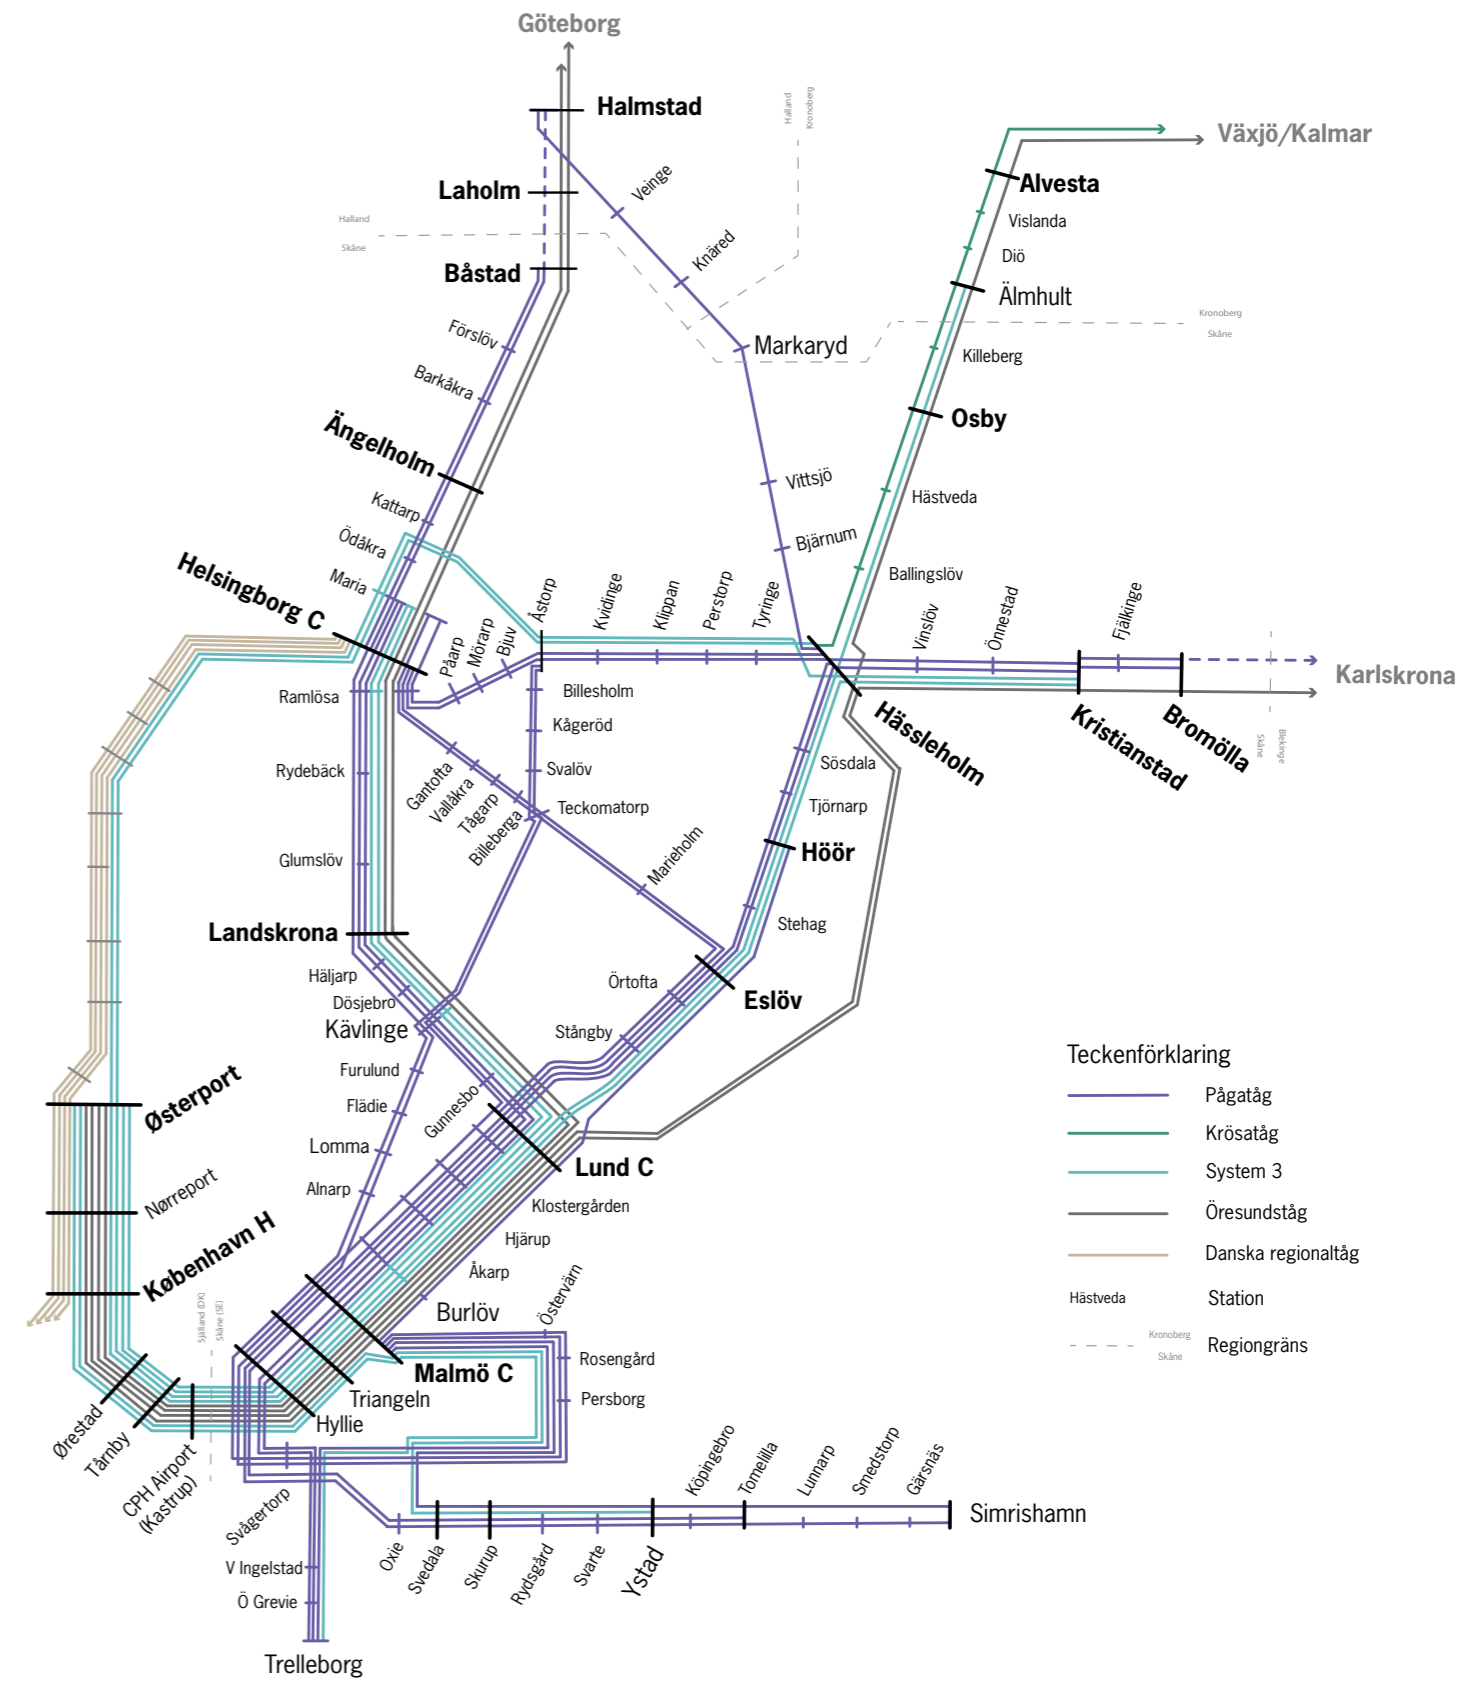 Göteborg
Halmstad
Halland
Kronoberg
Växjö/Kalmar
Laholm
Veinge
Alvesta
Halland
Skåne
Vislanda
Knäred
Båstad
Diö
Älmhult
Kronoberg
Skåne
Förslöv
Markaryd
Killeberg
Barkåkra
Osby
Ängelholm
Vittsjö
Hästveda
Kattarp
Ödåkra
Bjärnum
Ballingslöv
Maria
Helsingborg C
Åstorp
Kvidinge
Klippan
Perstorp
Tyringe
Vinslöv
Önnestad
Fjälkinge
Påarp
Mörarp
Bjuv
Karlskrona
Ramlösa
Billesholm
Kågeröd
Hässleholm
Kristianstad
Bromölla
Skåne
Blekinge
Rydebäck
Svalöv
Sösdala
Gantofta
Vallåkra
Tågarp
Billeberga
Teckomatorp
Tjörnarp
Glumslöv
Marieholm
Höör
Landskrona
Stehag
Häljarp
Örtofta
Dösjebro
Eslöv
Kävlinge
Stångby
Furulund
Teckenförklaring
Østerport
Flädie
Gunnesbo
Pågatåg
Krösatåg
Lomma
Lund C
System 3
Nørreport
Alnarp
Klostergården
Öresundståg
Hjärup
København H
Åkarp
Danska regionaltåg
Själland (DK)
Skåne (SE)
Burlöv
Östervärn
Hästveda
Station
Kronoberg
Skåne
Regiongräns
Rosengård
Malmö C
Triangeln
Persborg
Hyllie
Ørestad
Tårnby
CPH Airport
(Kastrup)
Svågertorp
Köpingebro
Tomelilla
Lunnarp
Smedstorp
Gärsnäs
Simrishamn
V Ingelstad
Oxie
Svedala
Skurup
Rydsgård
Svarte
Ystad
Ö Grevie
Trelleborg